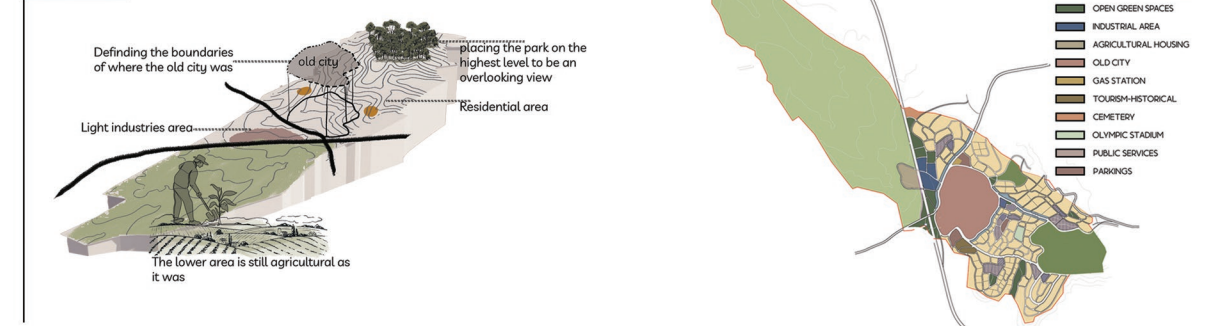 Definding the boundaries
of where the old city was
old city
placing the park on the
highest level to be an
overlooking view
Residential area
Light industries area
The lower area is still agricultural as
it was
OPEN GREEN SPACES
INDUSTRIAL AREA
AGRICULTURAL HOUSING
OLD CITY
GAS STATION
TOURISM-HISTORICAL
CEMETERY
OLYMPIC STADIUM
PUBLIC SERVICES
PARKINGS